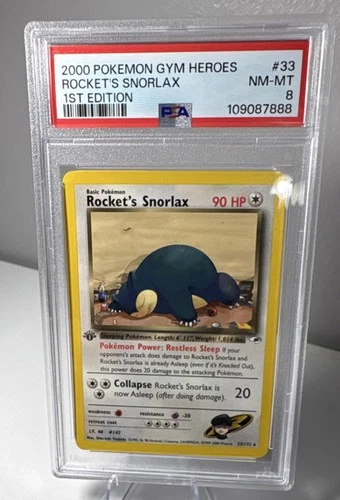 2000 POKEMON GYM HEROES #33
ROCKET'S SNORLAX NM-MT
1ST EDITION 8
PSA 109087888
Basic Pokémon
Rocket's Snorlax 90 HP
Sleeping Pokémon. Length: 6' 11", Weight: 1,014 lbs.
Pokémon Power: Restless Sleep If your
opponent's attack does damage to Rocket's Snorlax and
Rocket's Snorlax is already Asleep (even if it's Knocked Out),
this power does 20 damage to the attacking Pokémon.
Collapse Rocket's Snorlax is
now Asleep (after doing damage). 20
weakness resistance -30
retreat cost
LV. #143
33/132